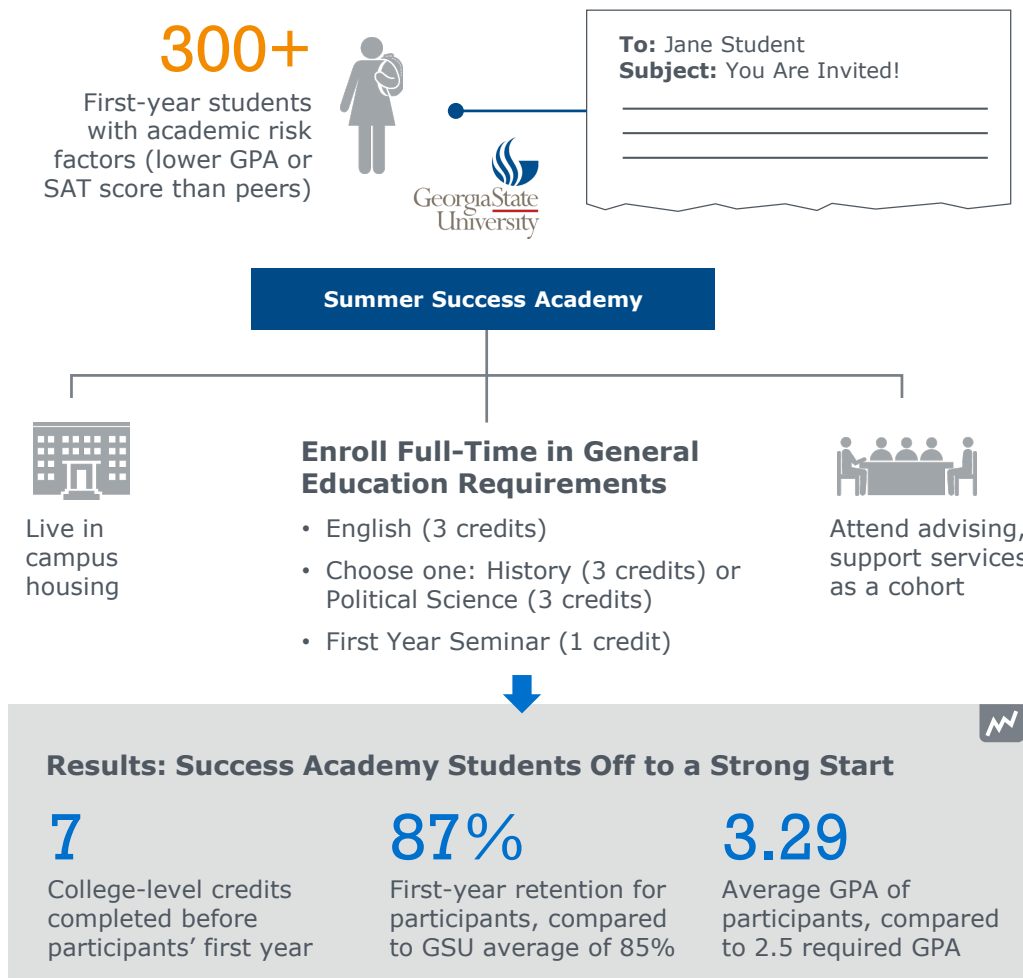 300+
First-year students
with academic risk
factors (lower GPA or
SAT score than peers)
To: Jane Student
Subject: You Are Invited!
GeorgiaState
University
Summer Success Academy
Live in
campus
housing
Enroll Full-Time in General
Education Requirements
• English (3 credits)
• Choose one: History (3 credits) or
Political Science (3 credits)
• First Year Seminar (1 credit)
Attend advising,
support services
as a cohort
Results: Success Academy Students Off to a Strong Start
7
College-level credits
completed before
participants’ first year
87%
First-year retention for
participants, compared
to GSU average of 85%
3.29
Average GPA of
participants, compared
to 2.5 required GPA